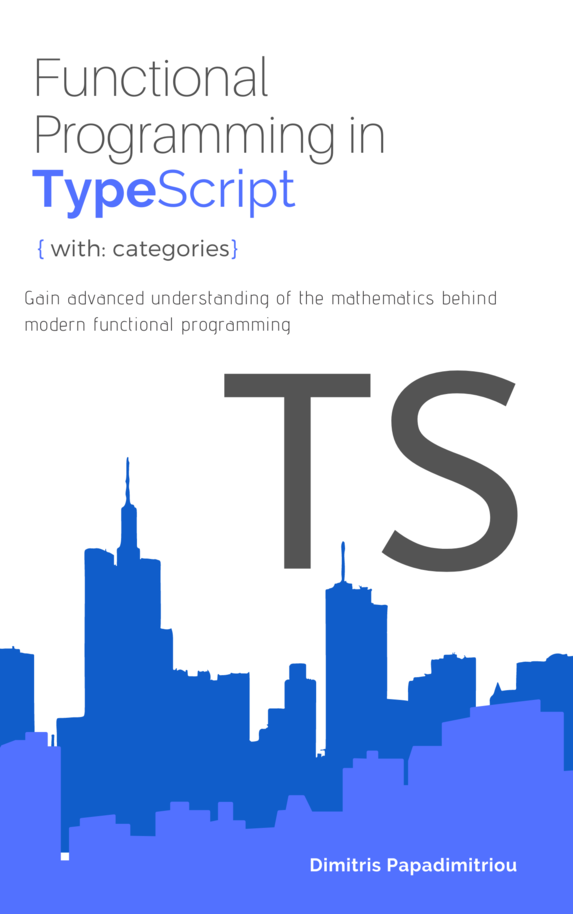 Functional
Programming in
TypeScript
{ with: categories}
Gain advanced understanding of the mathematics behind
modern functional programming
TS
Dimitris Papadimitriou